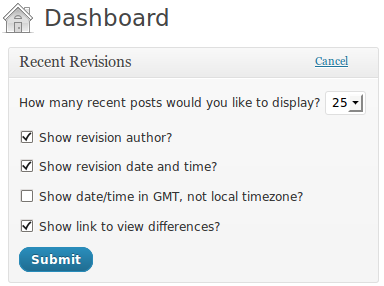 Dashboard
Recent Revisions Cancel
How many recent posts would you like to display? 25
Show revision author?
Show revision date and time?
Show date/time in GMT, not local timezone?
Show link to view differences?
Submit